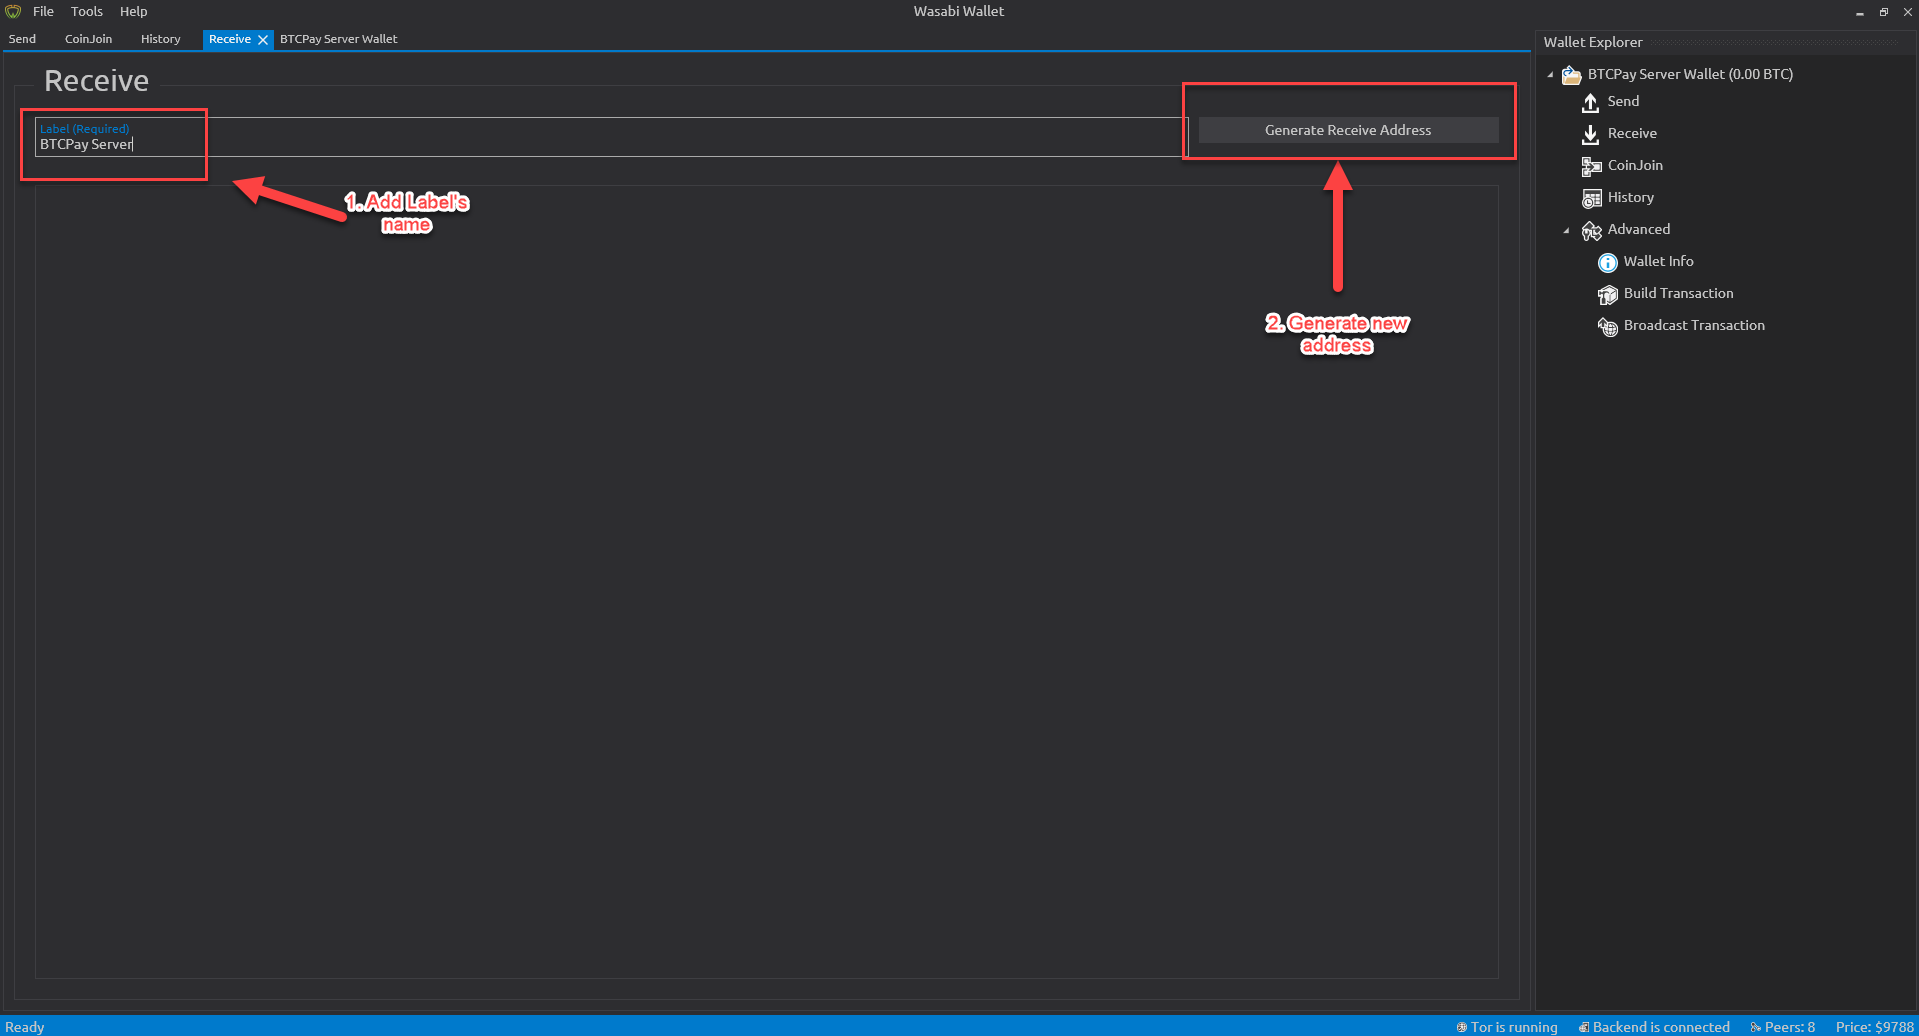 File Tools Help
Wasabi Wallet
Send CoinJoin History Receive BTCPay Server Wallet
Receive
Label (Required)
BTCPay Server
Generate Receive Address
1. Add Label's
name
2. Generate new
address
Wallet Explorer
BTCPay Server Wallet (0.00 BTC)
Send
Receive
CoinJoin
History
Advanced
Wallet Info
Build Transaction
Broadcast Transaction
Ready
Tor is running
Backend is connected
Peers: 8
Price: $9788